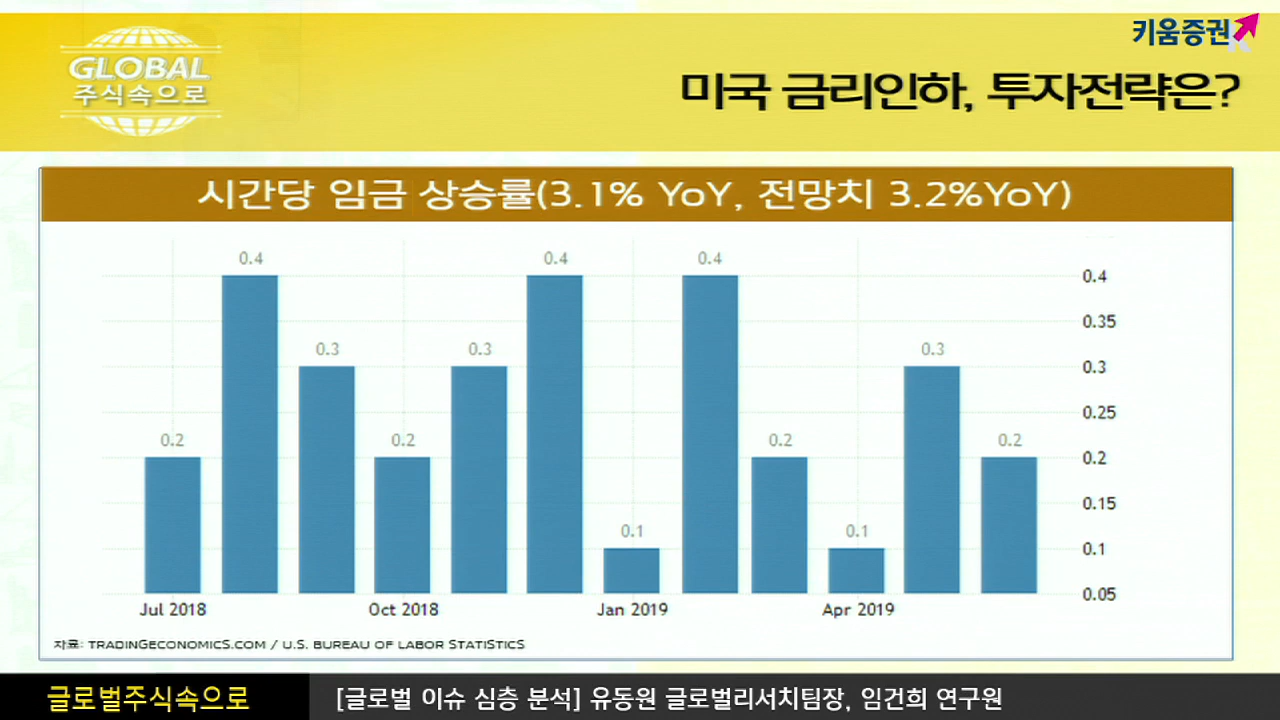 키움증권
GLOBAL
주식속으로
미국 금리인하, 투자전략은?
시간당 임금 상승률(3.1% YoY, 전망치 3.2%YoY)
0.4 0.4 0.4
0.3 0.3 0.3
0.2 0.2 0.2 0.2
0.1 0.1
0.4
0.35
0.3
0.25
0.2
0.15
0.1
0.05
Jul 2018 Oct 2018 Jan 2019 Apr 2019
자료: TRADINGECONOMICS.COM / U.S. BUREAU OF LABOR STATISTICS
글로벌주식속으로 [글로벌 이슈 심층 분석] 유동원 글로벌리서치팀장, 임건희 연구원